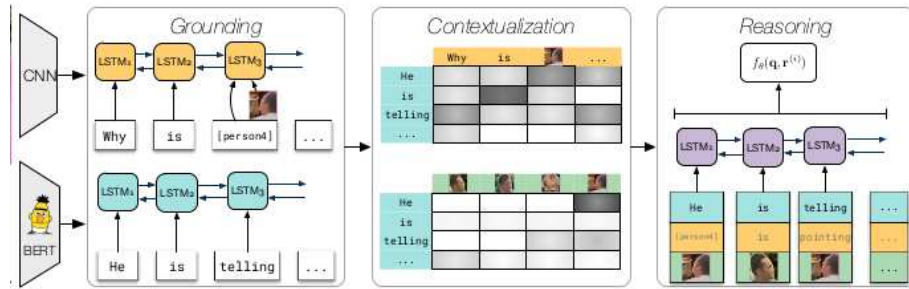 Grounding
CNN
LSTM₁ LSTM₂ LSTM₃
Why is [person4] ...
BERT
LSTM₁ LSTM₂ LSTM₃
He is telling ...
Contextualization
Why is ...
He
is
telling
...
He
is
telling
...
Reasoning
fθ(q, r⁽ⁱ⁾)
LSTM₁ LSTM₂ LSTM₃
He is telling ...
[person4] is pointing ...
...